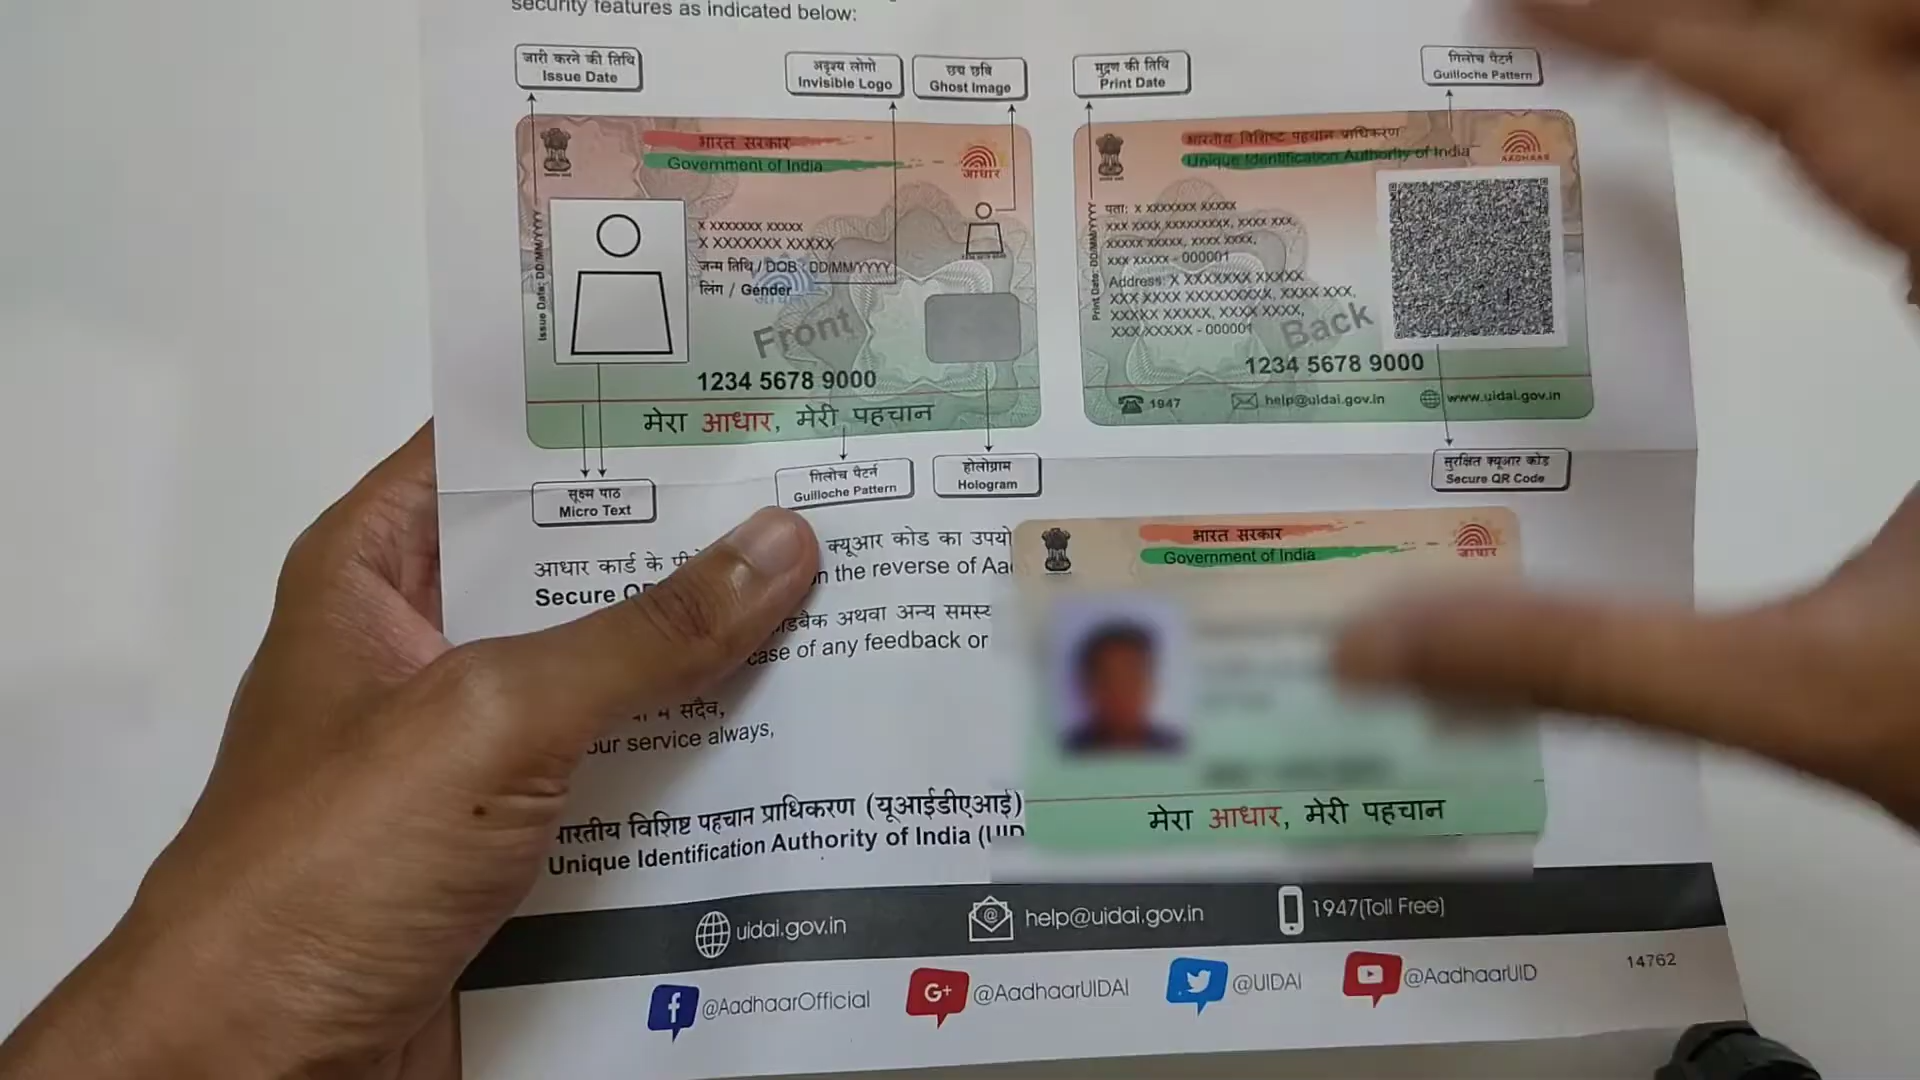 security features as indicated below:
जारी करने की तिथि
Issue Date
अदृश्य लोगो
Invisible Logo
छद्म छवि
Ghost Image
मुद्रण की तिथि
Print Date
गिलोच पैटर्न
Guilloche Pattern
भारत सरकार
Government of India
आधार
Issue Date: DD/MM/YYYY
X XXXXXXX XXXXX
X XXXXXXX XXXXX
जन्म तिथि / DOB : DD/MM/YYYY
लिंग / Gender
आधार
Front
1234 5678 9000
मेरा आधार, मेरी पहचान
भारतीय विशिष्ट पहचान प्राधिकरण
Unique Identification Authority of India
AADHAAR
Print Date: DD/MM/YYYY
पता: X XXXXXXX XXXXX
XXX XXXX XXXXXXXXX, XXXX XXX,
XXXXX XXXXX, XXXX XXXX,
XXX XXXXX - 000001
Address: X XXXXXXX XXXXX
XXX XXXX XXXXXXXXX, XXXX XXX,
XXXXX XXXXX, XXXX XXXX,
XXX XXXXX - 000001
Back
1234 5678 9000
1947
help@uidai.gov.in
www.uidai.gov.in
सूक्ष्म पाठ
Micro Text
गिलोच पैटर्न
Guilloche Pattern
होलोग्राम
Hologram
सुरक्षित क्यूआर कोड
Secure QR Code
आधार कार्ड के क्यूआर कोड का
Secure on the reverse of
अथवा अन्य
case of any feedback or
सदैव,
our service always,
भारतीय विशिष्ट पहचान प्राधिकरण (यूआईडीएआई)
Unique Identification Authority of India (UID
भारत सरकार
Government of India
आधार
मेरा आधार, मेरी पहचान
uidai.gov.in
help@uidai.gov.in
1947(Toll Free)
@AadhaarOfficial
G+ @AadhaarUIDAI
@UIDAI
@AadhaarUID
14762